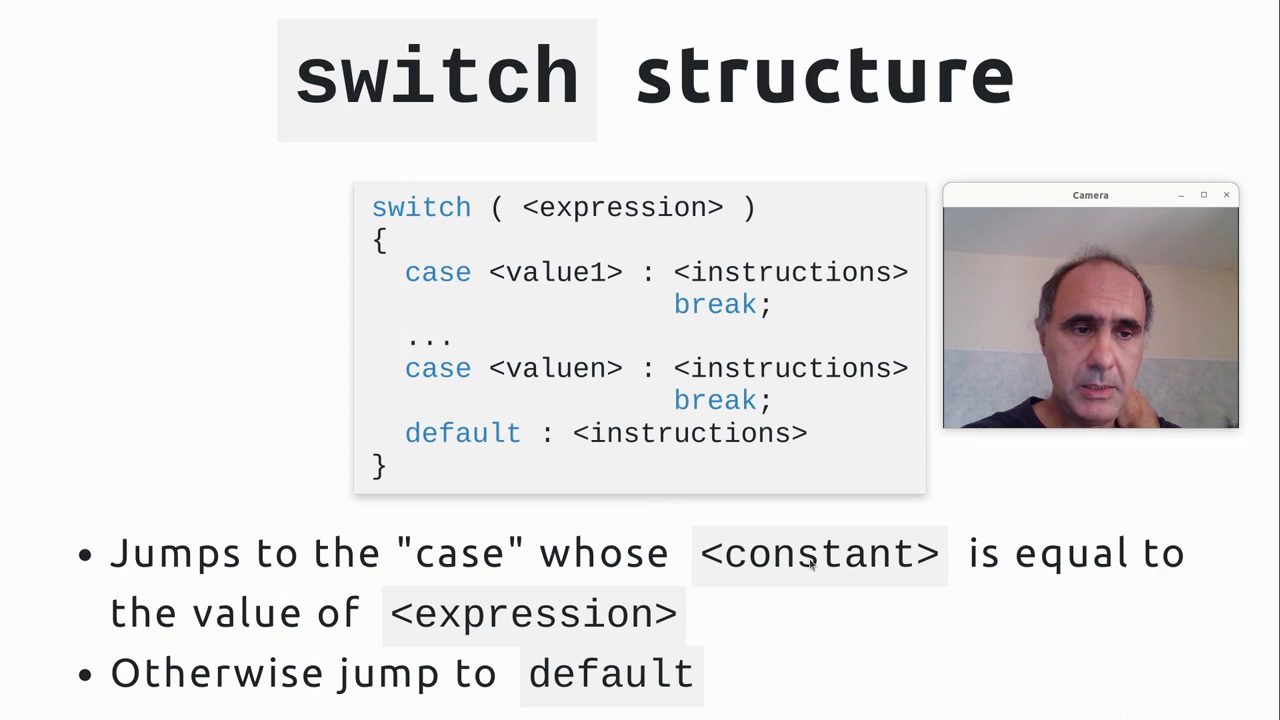 switch structure
switch ( <expression> )
{
case <value1> : <instructions>
break;
...
case <valuen> : <instructions>
break;
default : <instructions>
}
Camera
• Jumps to the "case" whose <constant> is equal to
the value of <expression>
• Otherwise jump to default